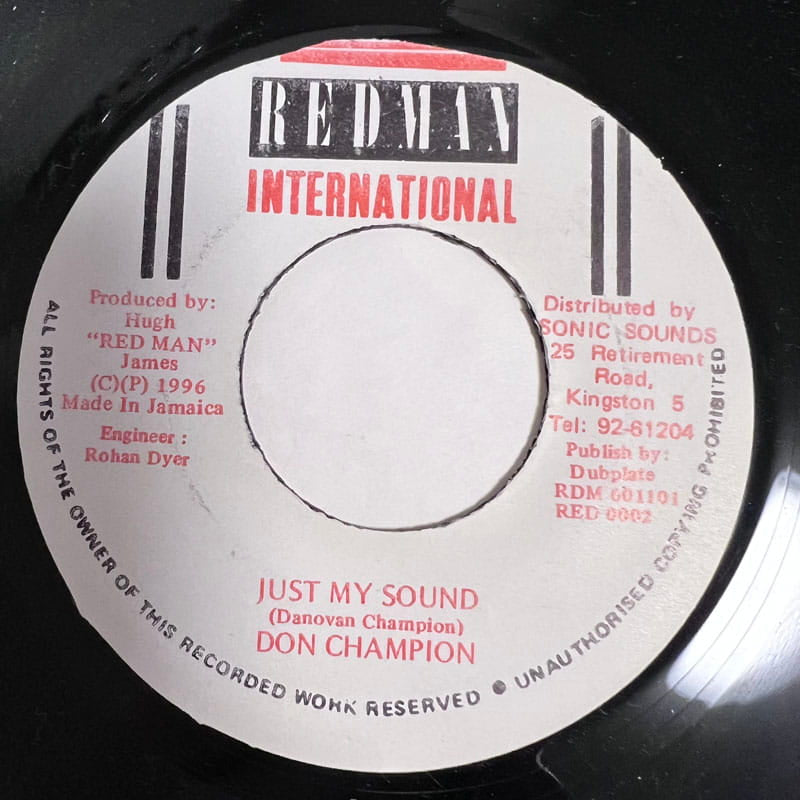 REDMAN
INTERNATIONAL
Produced by:
Hugh
"RED MAN"
James
(C)(P) 1996
Made In Jamaica
Engineer :
Rohan Dyer
Distributed by
SONIC SOUNDS
25 Retirement
Road,
Kingston 5
Tel: 92-61204
Publish by:
Dubplate
RDM 601101
RED 0002
JUST MY SOUND
(Danovan Champion)
DON CHAMPION
ALL RIGHTS OF THE OWNER OF THIS RECORDED WORK RESERVED ● UNAUTHORISED COPYING PROHIBITED